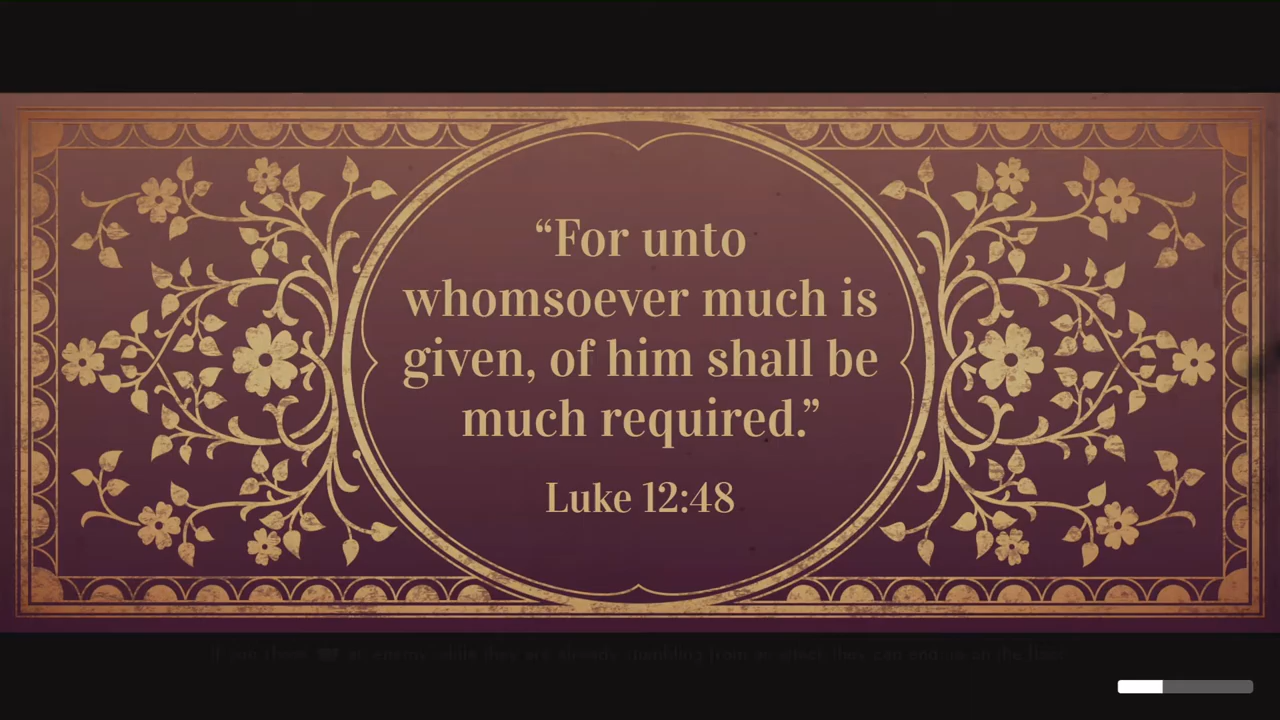 “For unto
whomsoever much is
given, of him shall be
much required.”
Luke 12:48